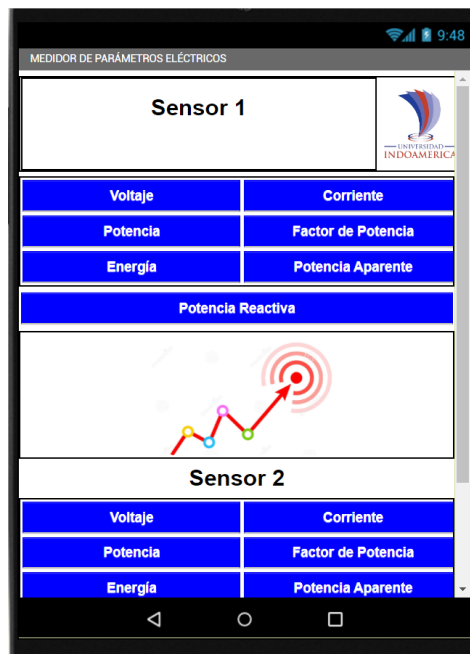 9:48
MEDIDOR DE PARÁMETROS ELÉCTRICOS
Sensor 1
UNIVERSIDAD
INDOAMERICA
Voltaje Corriente
Potencia Factor de Potencia
Energía Potencia Aparente
Potencia Reactiva
Sensor 2
Voltaje Corriente
Potencia Factor de Potencia
Energía Potencia Aparente